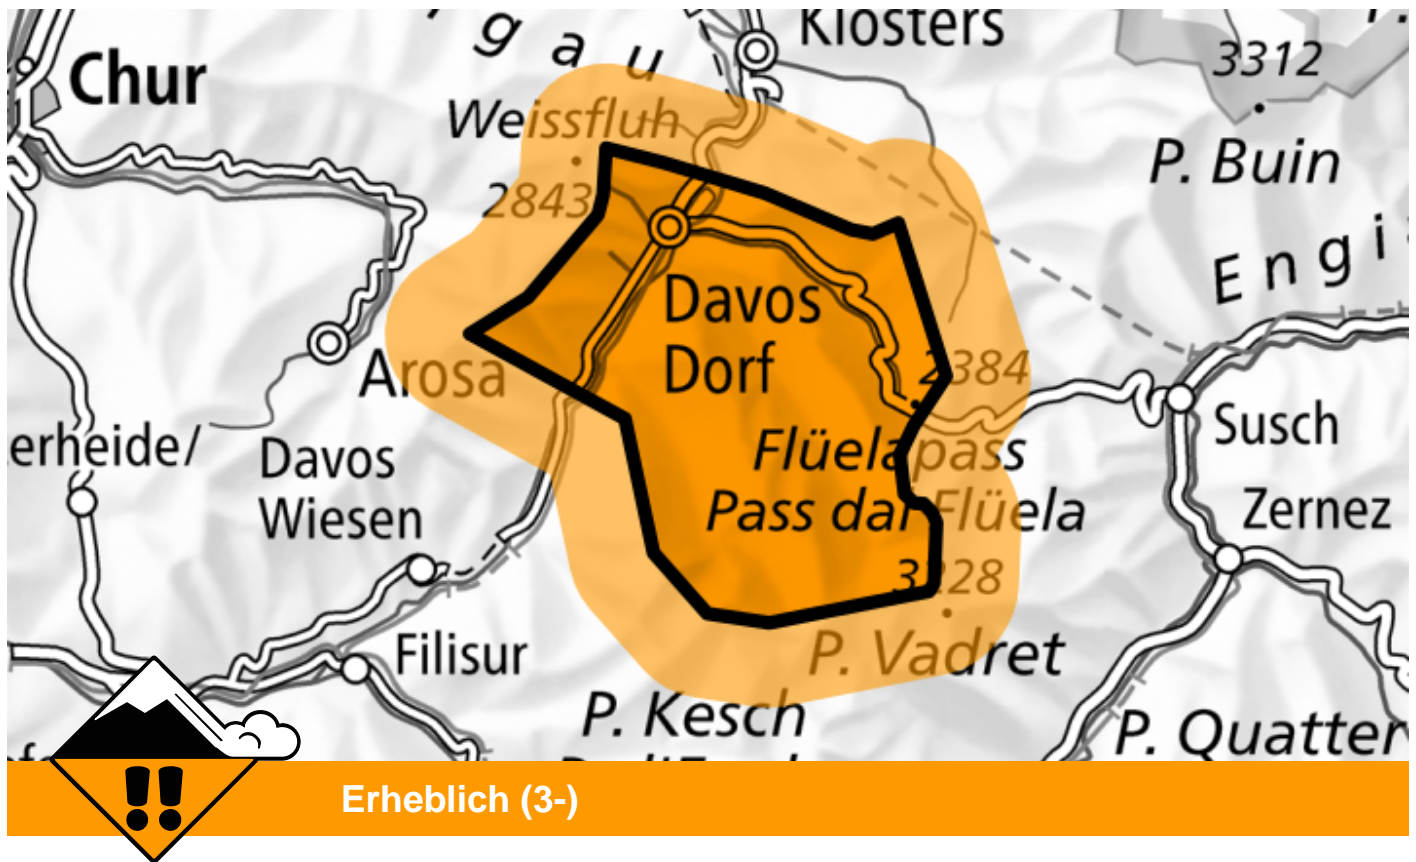 g a u
Klosters
3312
Chur
Weissfluh
P. Buin
2843
Engi
Davos
Dorf
2384
Arosa
erheide/
Davos
Wiesen
Flüelapass
Pass dal Flüela
Susch
Zernez
3228
Filisur
P. Vadret
P. Kesch
P. Quatter
!!
Erheblich (3-)